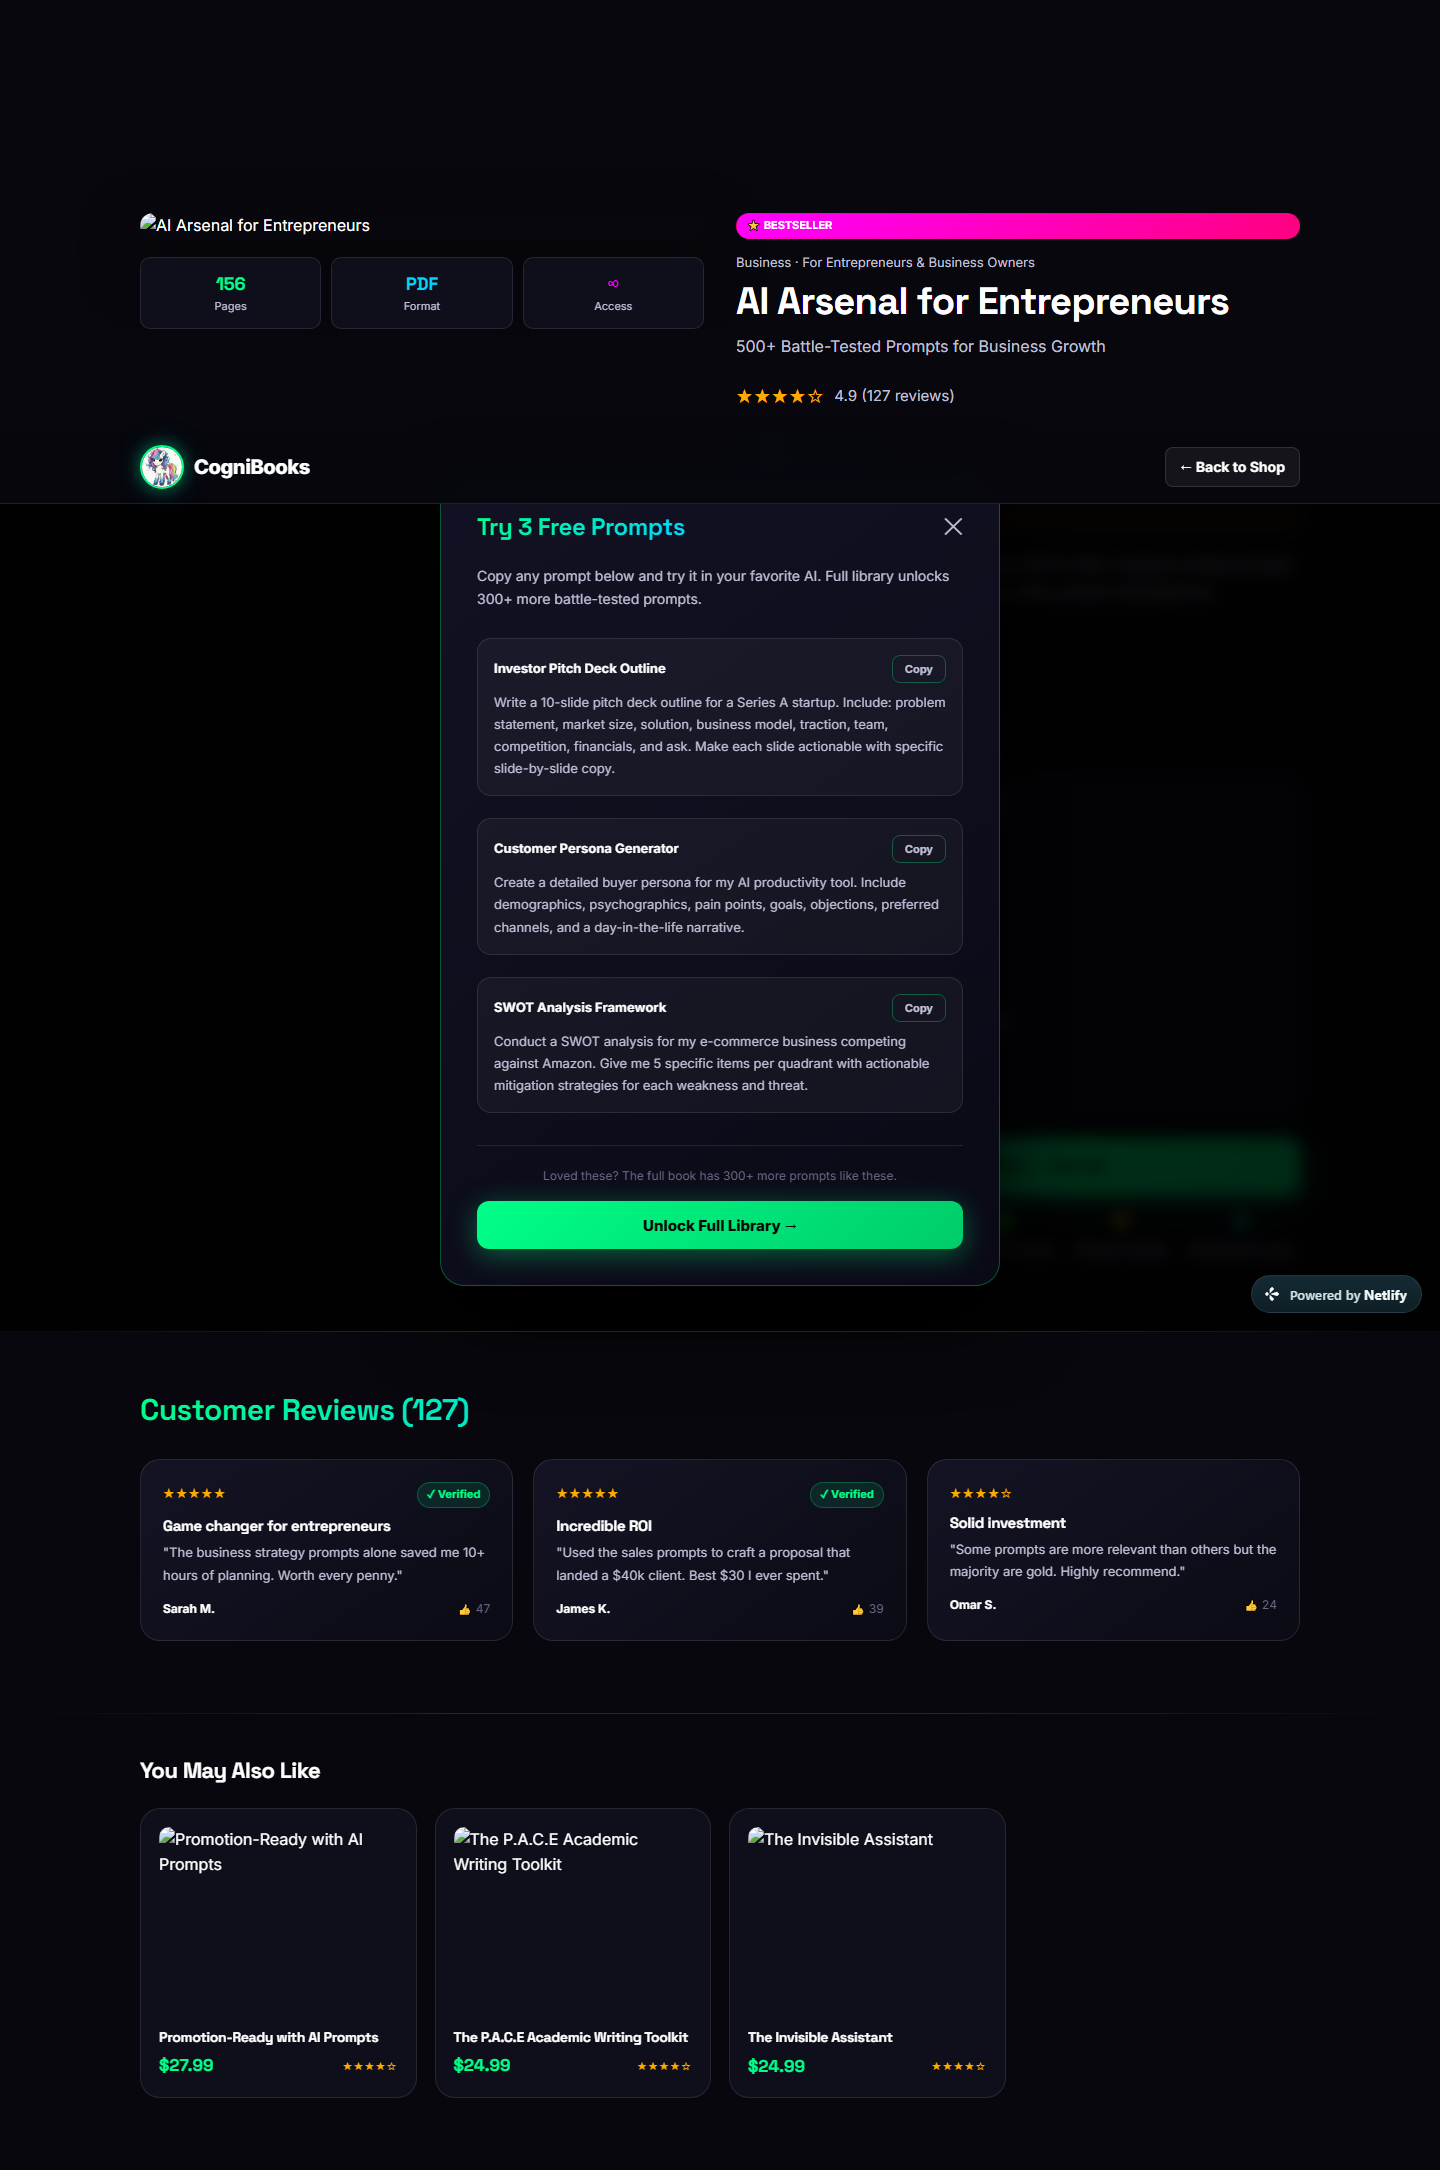 AI Arsenal for Entrepreneurs
156
Pages
PDF
Format
∞
Access
★ BESTSELLER
Business · For Entrepreneurs & Business Owners
AI Arsenal for Entrepreneurs
500+ Battle-Tested Prompts for Business Growth
★★★★☆ 4.9 (127 reviews)
CogniBooks
← Back to Shop
Try 3 Free Prompts
Copy any prompt below and try it in your favorite AI. Full library unlocks
300+ more battle-tested prompts.
Investor Pitch Deck Outline
Copy
Write a 10-slide pitch deck outline for a Series A startup. Include: problem
statement, market size, solution, business model, traction, team,
competition, financials, and ask. Make each slide actionable with specific
slide-by-slide copy.
Customer Persona Generator
Copy
Create a detailed buyer persona for my AI productivity tool. Include
demographics, psychographics, pain points, goals, objections, preferred
channels, and a day-in-the-life narrative.
SWOT Analysis Framework
Copy
Conduct a SWOT analysis for my e-commerce business competing
against Amazon. Give me 5 specific items per quadrant with actionable
mitigation strategies for each weakness and threat.
Loved these? The full book has 300+ more prompts like these.
Unlock Full Library →
Powered by Netlify
Customer Reviews (127)
★★★★★
✓ Verified
Game changer for entrepreneurs
"The business strategy prompts alone saved me 10+
hours of planning. Worth every penny."
Sarah M.
👍 47
★★★★★
✓ Verified
Incredible ROI
"Used the sales prompts to craft a proposal that
landed a $40k client. Best $30 I ever spent."
James K.
👍 39
★★★★☆
Solid investment
"Some prompts are more relevant than others but the
majority are gold. Highly recommend."
Omar S.
👍 24
You May Also Like
Promotion-Ready with AI
Prompts
Promotion-Ready with AI Prompts
$27.99
★★★★☆
The P.A.C.E Academic
Writing Toolkit
The P.A.C.E Academic Writing Toolkit
$24.99
★★★★☆
The Invisible Assistant
The Invisible Assistant
$24.99
★★★★☆